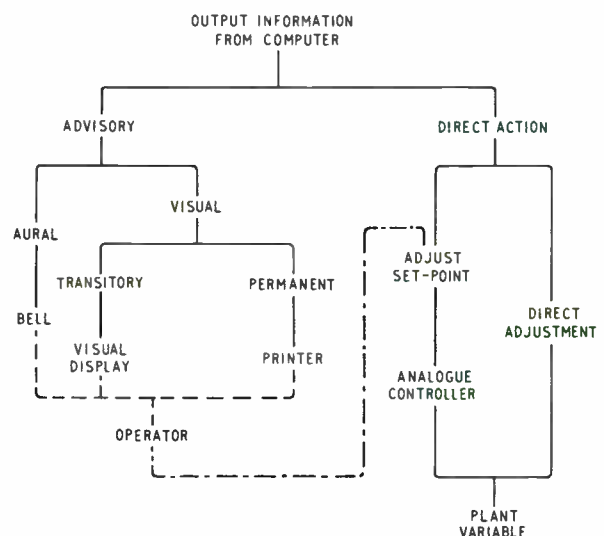 OUTPUT INFORMATION
FROM COMPUTER
ADVISORY
DIRECT ACTION
VISUAL
AURAL
TRANSITORY
PERMANENT
ADJUST
SET-POINT
BELL
VISUAL
DISPLAY
PRINTER
DIRECT
ADJUSTMENT
ANALOGUE
CONTROLLER
OPERATOR
PLANT
VARIABLE